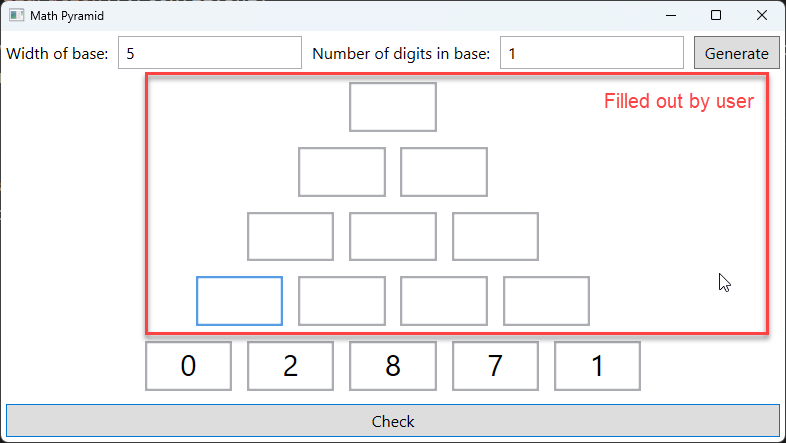 Math Pyramid
Width of base: 5 Number of digits in base: 1 Generate
Filled out by user
0 2 8 7 1
Check